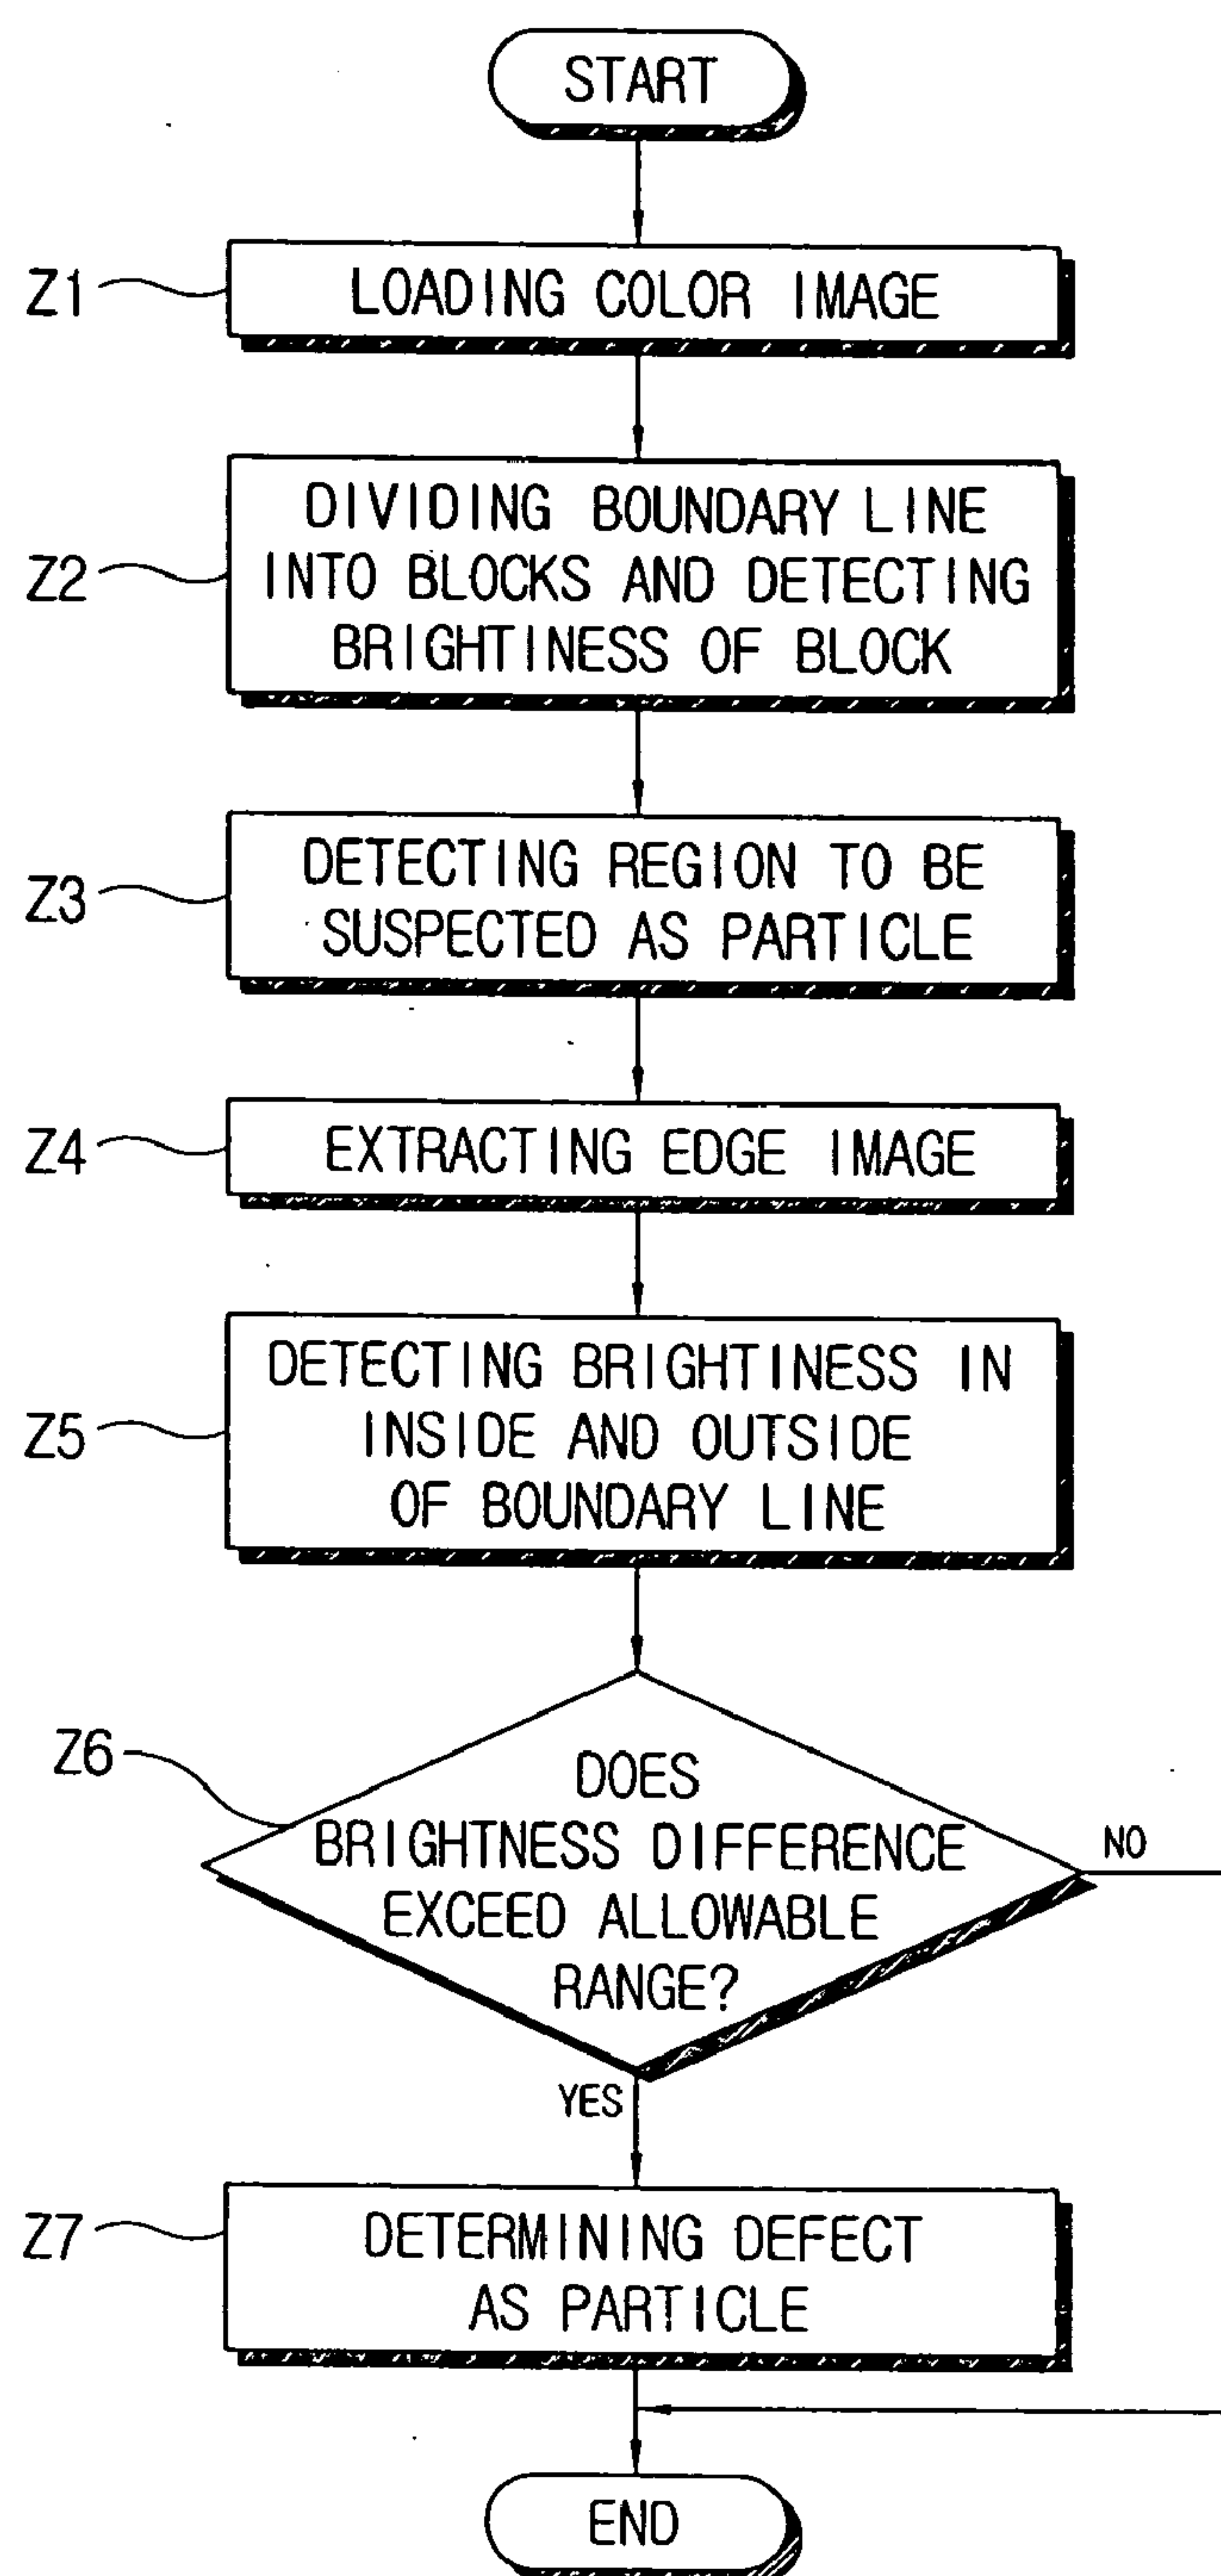 START
Z1
LOADING COLOR IMAGE
Z2
DIVIDING BOUNDARY LINE
INTO BLOCKS AND DETECTING
BRIGHTINESS OF BLOCK
Z3
DETECTING REGION TO BE
SUSPECTED AS PARTICLE
Z4
EXTRACTING EDGE IMAGE
Z5
DETECTING BRIGHTINESS IN
INSIDE AND OUTSIDE
OF BOUNDARY LINE
Z6
DOES
BRIGHTNESS DIFFERENCE
EXCEED ALLOWABLE
RANGE?
NO
YES
Z7
DETERMINING DEFECT
AS PARTICLE
END